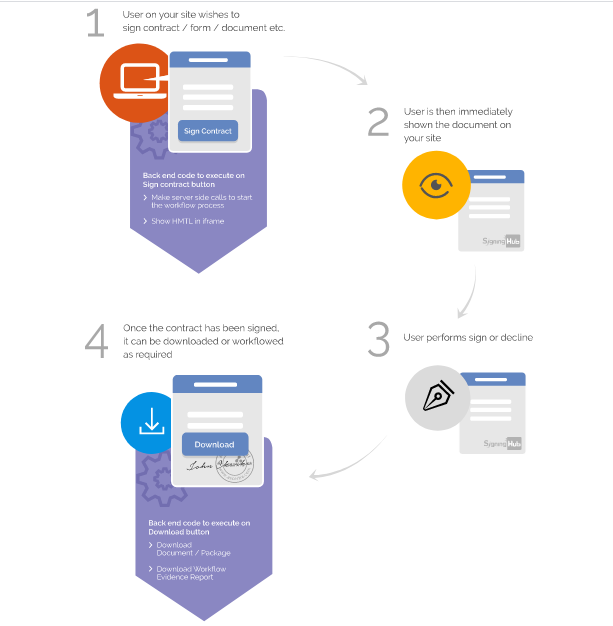 1
User on your site wishes to
sign contract / form / document etc.
Sign Contract
Back end code to execute on
Sign contract button
Make server side calls to start
the workflow process
Show HMTL in iframe
2
User is then immediately
shown the document on
your site
SigningHub
3
User performs sign or decline
SigningHub
4
Once the contract has been signed,
it can be downloaded or workflowed
as required
Download
John
Back end code to execute on
Download button
Download
Document / Package
Download Workflow
Evidence Report